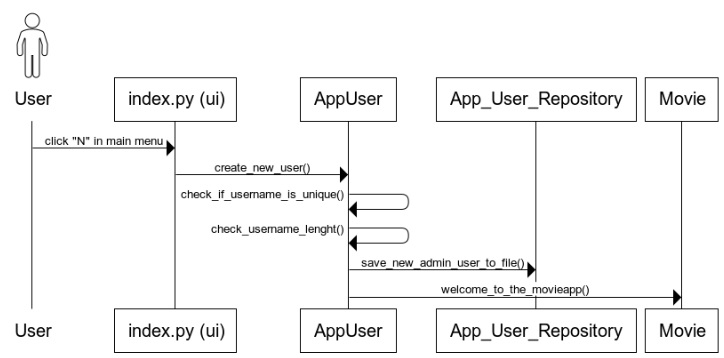 User
index.py (ui)
AppUser
App_User_Repository
Movie
click "N" in main menu
create_new_user()
check_if_username_is_unique()
check_username_lenght()
save_new_admin_user_to_file()
welcome_to_the_movieapp()
User
index.py (ui)
AppUser
App_User_Repository
Movie